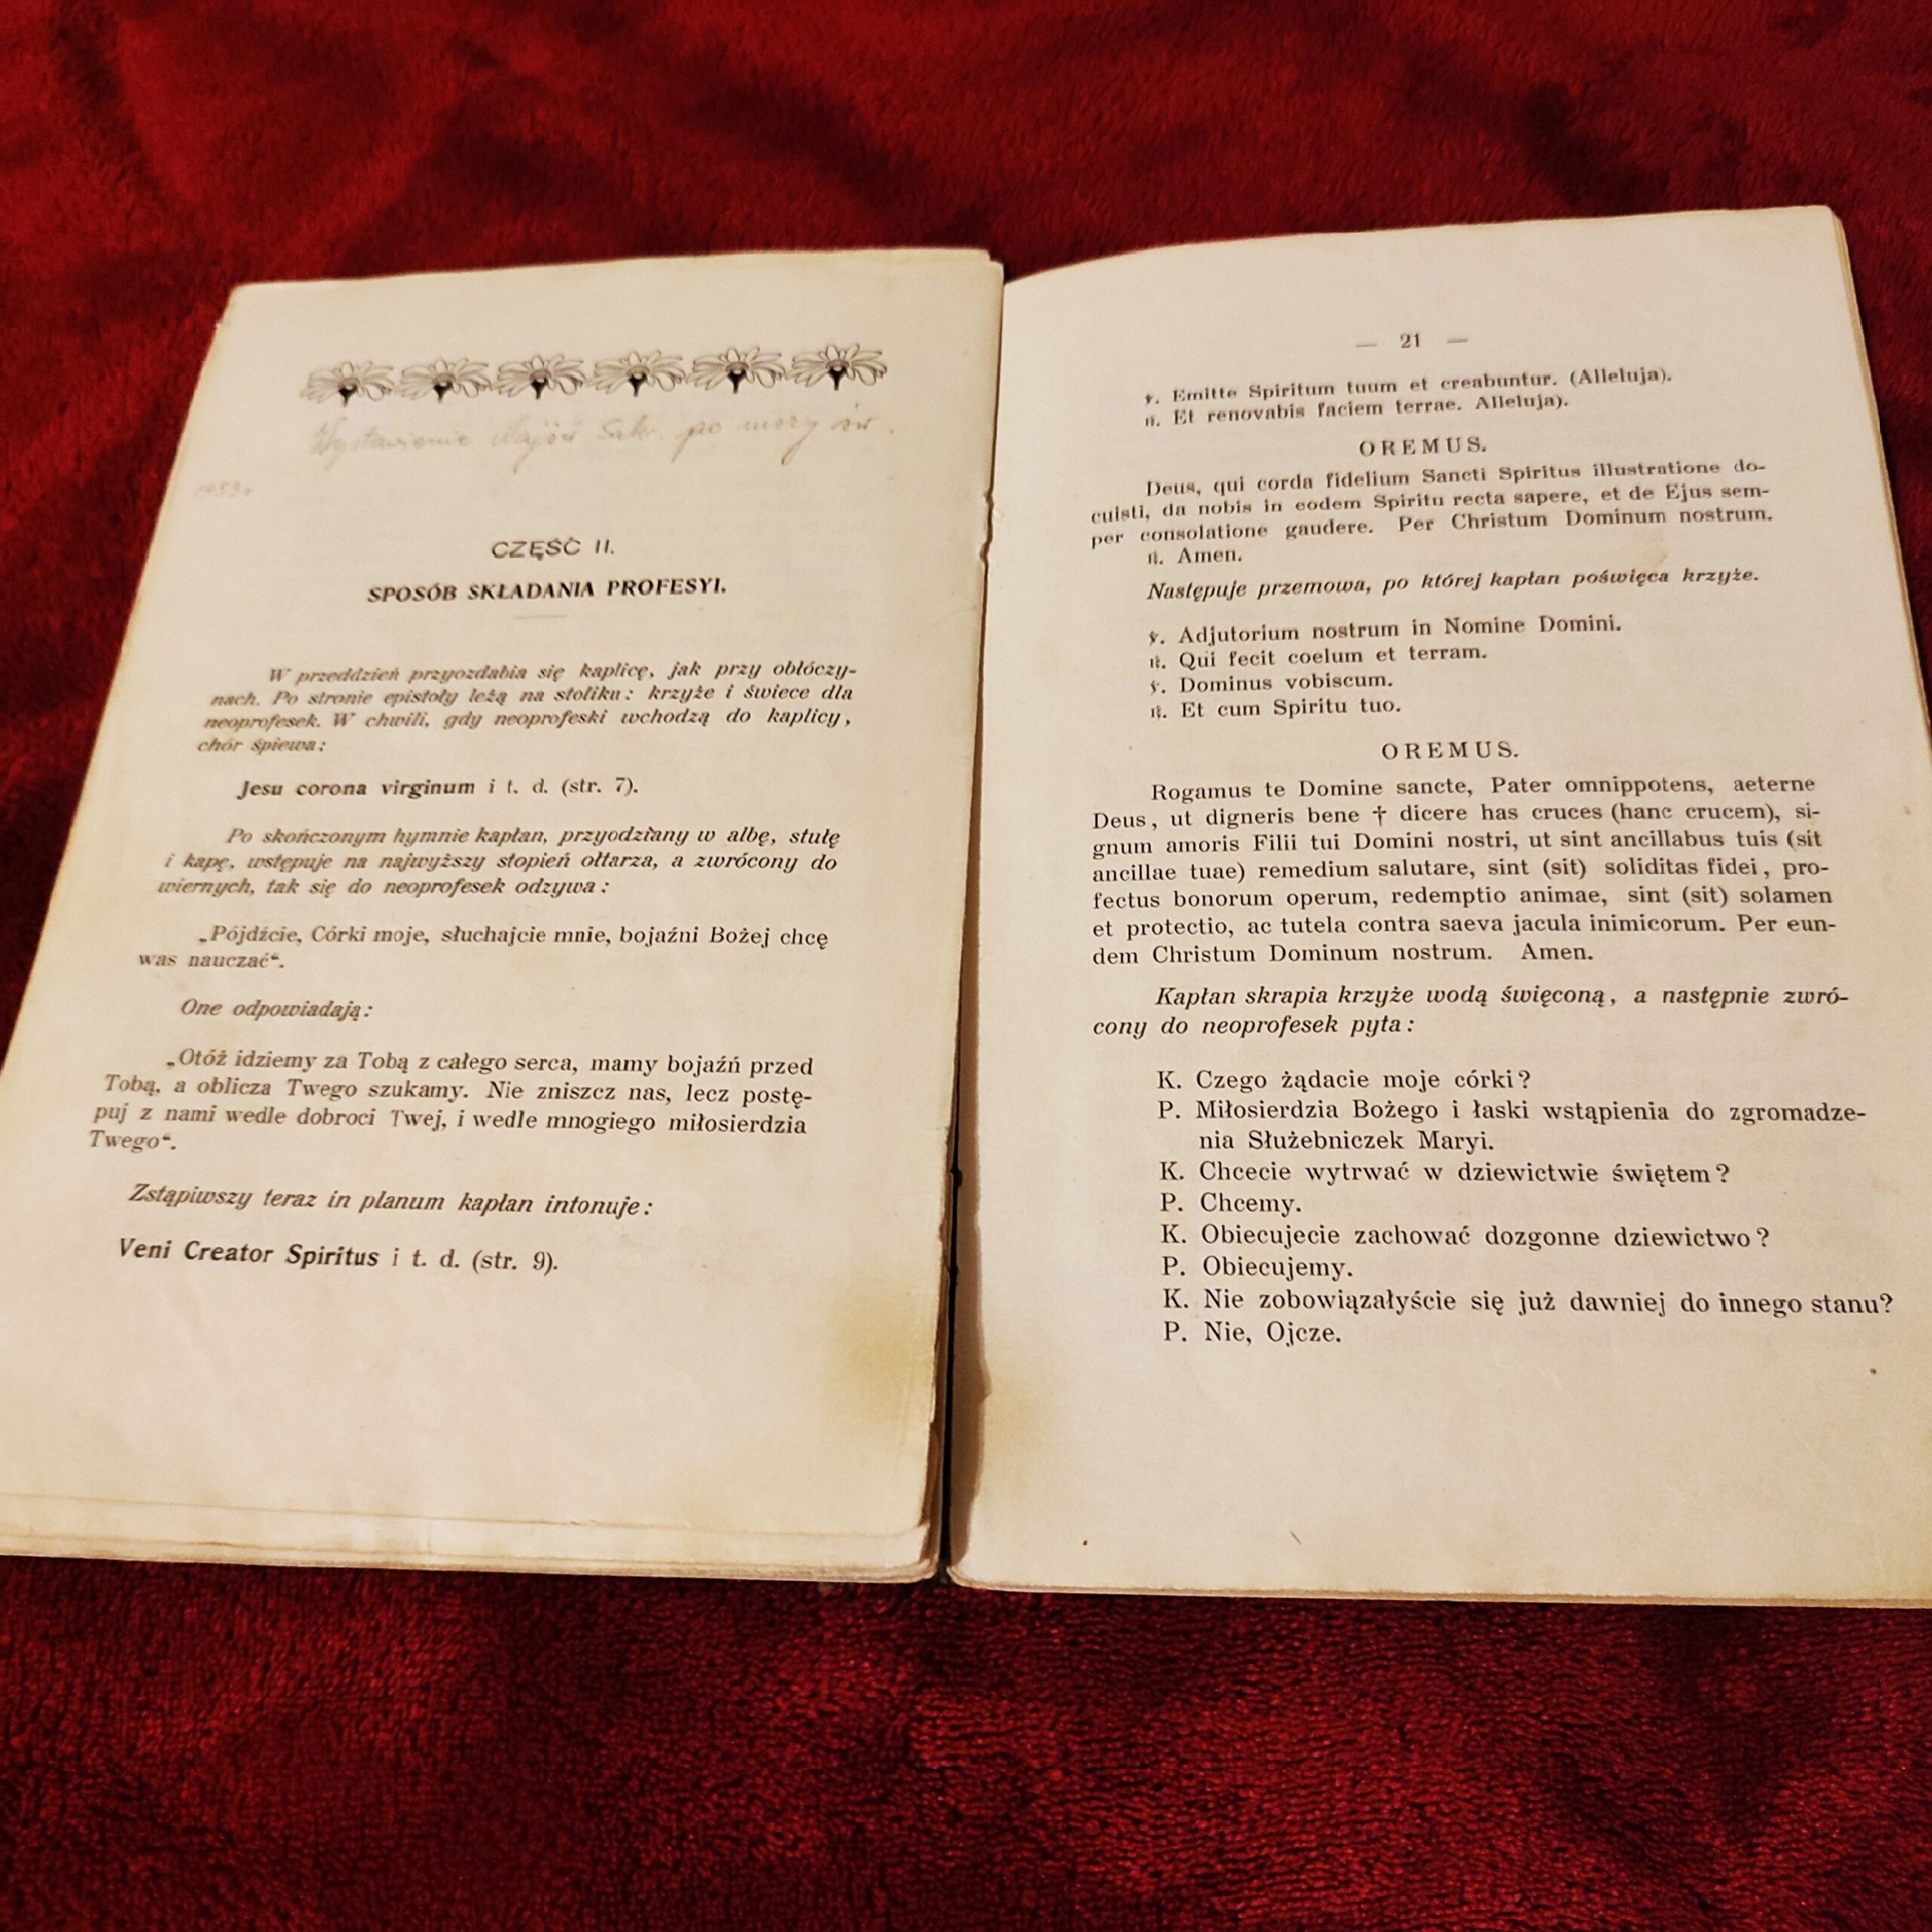 Wystawienie Najśw Sakr. po mszy św.
CZĘŚĆ II.
SPOSÓB SKŁADANIA PROFESYI.
W przeddzień przyozdabia się kaplicę, jak przy obłóczy-
nach. Po stronie epistoły leżą na stoliku: krzyże i świece dla
neoprofesek. W chwili, gdy neoprofeski wchodzą do kaplicy,
chór śpiewa:
Jesu corona virginum i t. d. (str. 7).
Po skończonym hymnie kapłan, przyodziany w albę, stułę
i kapę, wstępuje na najwyższy stopień ołtarza, a zwrócony do
wiernych, tak się do neoprofesek odzywa:
„Pójdźcie, Córki moje, słuchajcie mnie, bojaźni Bożej chcę
was nauczać“.
One odpowiadają:
„Otóż idziemy za Tobą z całego serca, mamy bojaźń przed
Tobą, a oblicza Twego szukamy. Nie zniszcz nas, lecz postę-
puj z nami wedle dobroci Twej, i wedle mnogiego miłosierdzia
Twego“.
Zstąpiwszy teraz in planum kapłan intonuje:
Veni Creator Spiritus i t. d. (str. 9).
— 21 —
℣. Emitte Spiritum tuum et creabuntur. (Alleluja).
℟. Et renovabis faciem terrae. Alleluja).
OREMUS.
Deus, qui corda fidelium Sancti Spiritus illustratione do-
cuisti, da nobis in eodem Spiritu recta sapere, et de Ejus sem-
per consolatione gaudere. Per Christum Dominum nostrum.
℟. Amen.
Następuje przemowa, po której kapłan poświęca krzyże.
℣. Adjutorium nostrum in Nomine Domini.
℟. Qui fecit coelum et terram.
℣. Dominus vobiscum.
℟. Et cum Spiritu tuo.
OREMUS.
Rogamus te Domine sancte, Pater omnippotens, aeterne
Deus, ut digneris bene † dicere has cruces (hanc crucem), si-
gnum amoris Filii tui Domini nostri, ut sint ancillabus tuis (sit
ancillae tuae) remedium salutare, sint (sit) soliditas fidei, pro-
fectus bonorum operum, redemptio animae, sint (sit) solamen
et protectio, ac tutela contra saeva jacula inimicorum. Per eun-
dem Christum Dominum nostrum. Amen.
Kapłan skrapia krzyże wodą święconą, a następnie zwró-
cony do neoprofesek pyta:
K. Czego żądacie moje córki?
P. Miłosierdzia Bożego i łaski wstąpienia do zgromadze-
nia Służebniczek Maryi.
K. Chcecie wytrwać w dziewictwie świętem?
P. Chcemy.
K. Obiecujecie zachować dozgonne dziewictwo?
P. Obiecujemy.
K. Nie zobowiązałyście się już dawniej do innego stanu?
P. Nie, Ojcze.